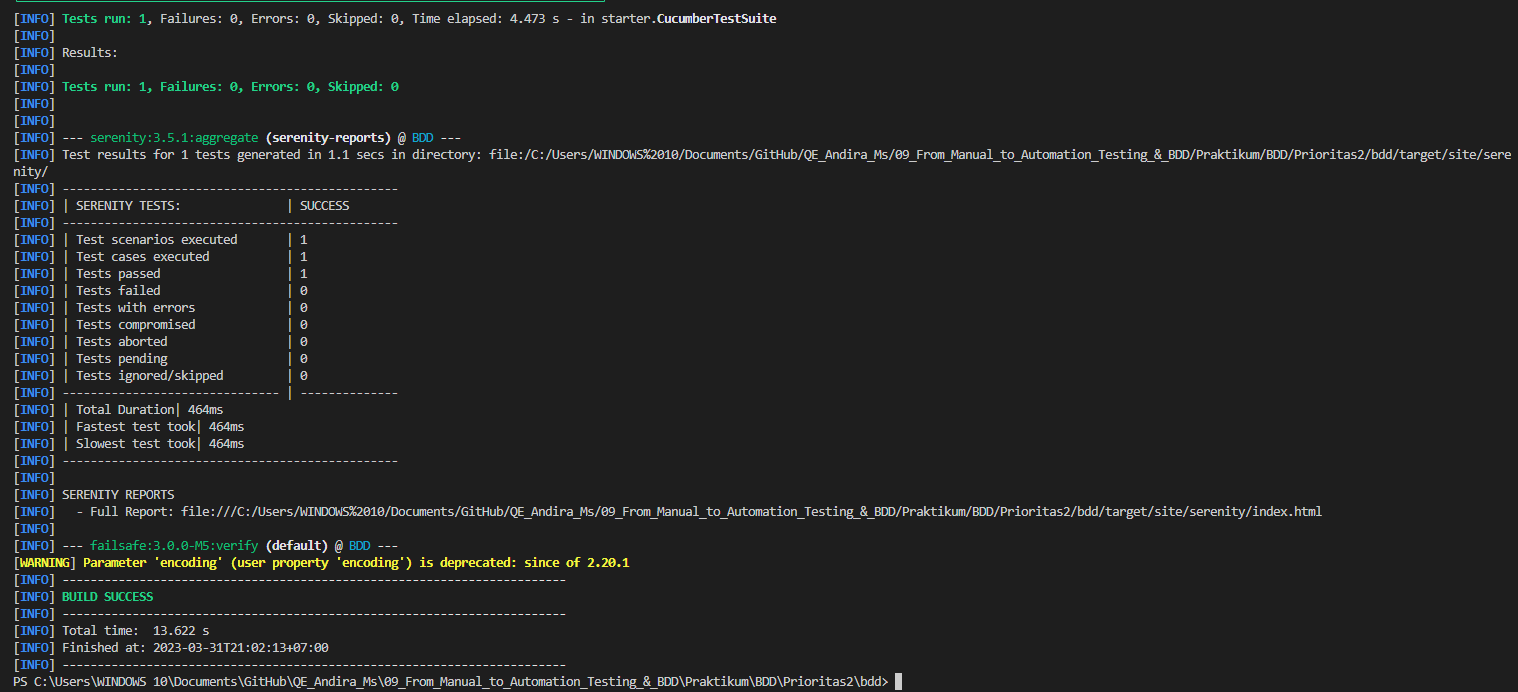 [INFO] Tests run: 1, Failures: 0, Errors: 0, Skipped: 0, Time elapsed: 4.473 s - in starter.CucumberTestSuite
[INFO]
[INFO] Results:
[INFO]
[INFO] Tests run: 1, Failures: 0, Errors: 0, Skipped: 0
[INFO]
[INFO]
[INFO] --- serenity:3.5.1:aggregate (serenity-reports) @ BDD ---
[INFO] Test results for 1 tests generated in 1.1 secs in directory: file:/C:/Users/WINDOWS%2010/Documents/GitHub/QE_Andira_Ms/09_From_Manual_to_Automation_Testing_&_BDD/Praktikum/BDD/Prioritas2/bdd/target/site/sere
nity/
[INFO] ------------------------------------------------
[INFO] | SERENITY TESTS:               | SUCCESS
[INFO] ------------------------------------------------
[INFO] | Test scenarios executed       | 1
[INFO] | Test cases executed           | 1
[INFO] | Tests passed                  | 1
[INFO] | Tests failed                  | 0
[INFO] | Tests with errors             | 0
[INFO] | Tests compromised             | 0
[INFO] | Tests aborted                 | 0
[INFO] | Tests pending                 | 0
[INFO] | Tests ignored/skipped         | 0
[INFO] ------------------------------- | --------------
[INFO] | Total Duration| 464ms
[INFO] | Fastest test took| 464ms
[INFO] | Slowest test took| 464ms
[INFO] ------------------------------------------------
[INFO]
[INFO] SERENITY REPORTS
[INFO]   - Full Report: file:///C:/Users/WINDOWS%2010/Documents/GitHub/QE_Andira_Ms/09_From_Manual_to_Automation_Testing_&_BDD/Praktikum/BDD/Prioritas2/bdd/target/site/serenity/index.html
[INFO]
[INFO] --- failsafe:3.0.0-M5:verify (default) @ BDD ---
[WARNING] Parameter 'encoding' (user property 'encoding') is deprecated: since of 2.20.1
[INFO] ------------------------------------------------------------------------
[INFO] BUILD SUCCESS
[INFO] ------------------------------------------------------------------------
[INFO] Total time:  13.622 s
[INFO] Finished at: 2023-03-31T21:02:13+07:00
[INFO] ------------------------------------------------------------------------
PS C:\Users\WINDOWS 10\Documents\GitHub\QE_Andira_Ms\09_From_Manual_to_Automation_Testing_&_BDD\Praktikum\BDD\Prioritas2\bdd>